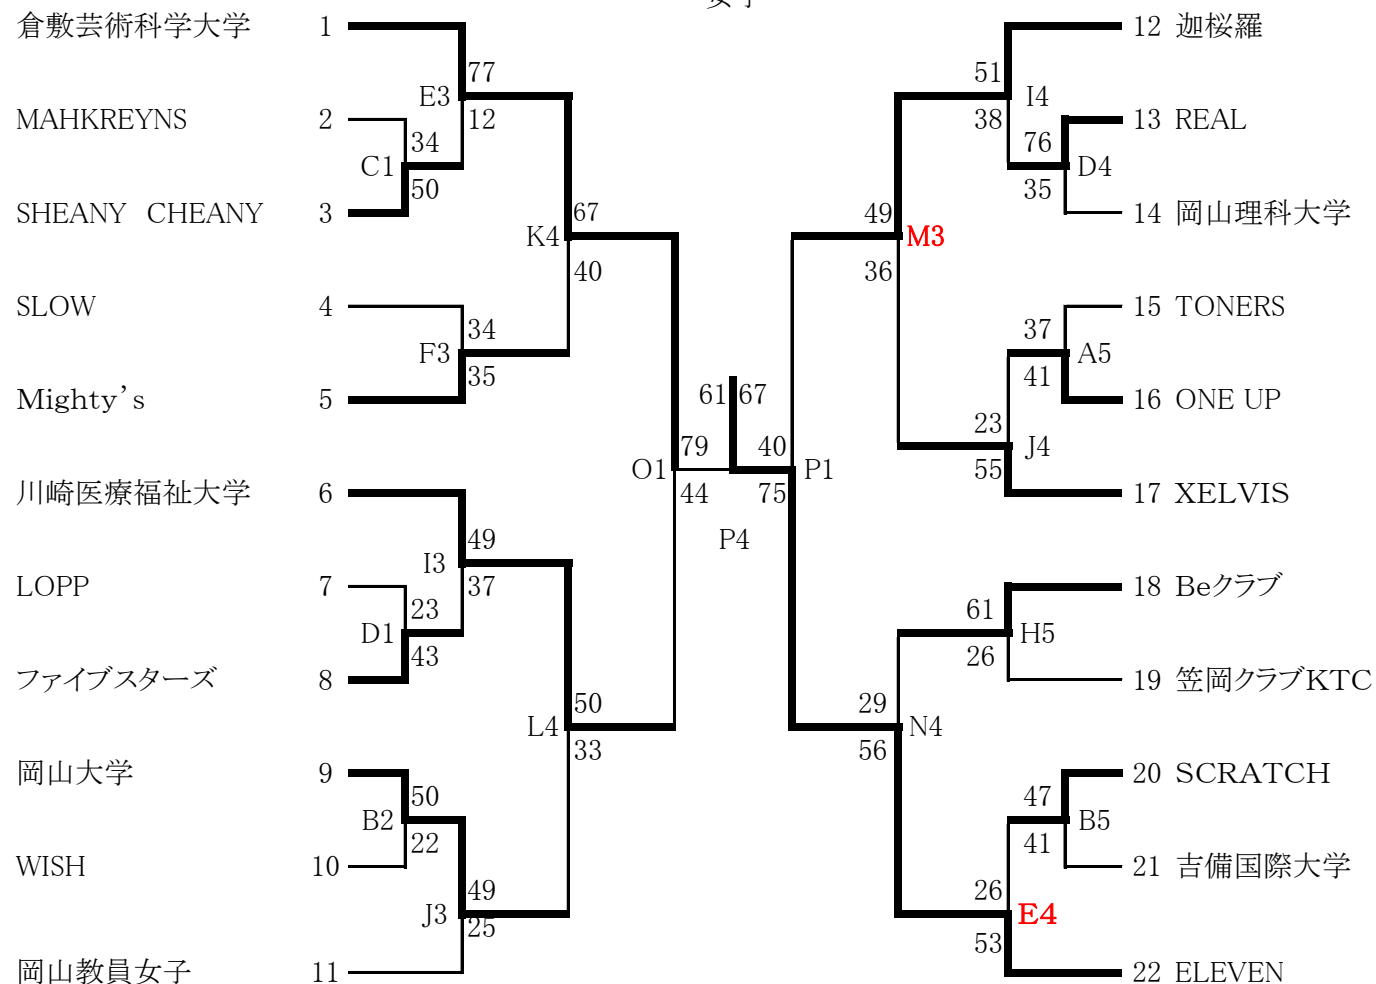 女子
倉敷芸術科学大学 1
12 迦桜羅
77
51
E3
I4
MAHKREYNS 2
12
38
13 REAL
34
76
C1
D4
50
35
SHEANY CHEANY 3
67
49
14 岡山理科大学
K4
M3
40
36
SLOW 4
15 TONERS
34
37
F3
A5
35
41
Mighty's 5
61 67
16 ONE UP
23
79
40
J4
O1
P1
55
川崎医療福祉大学 6
44
75
17 XELVIS
49
P4
I3
LOPP 7
37
18 Beクラブ
23
61
D1
H5
43
26
ファイブスターズ 8
19 笠岡クラブKTC
50
29
L4
N4
33
56
岡山大学 9
20 SCRATCH
50
47
B2
B5
22
41
WISH 10
21 吉備国際大学
49
26
J3
E4
25
53
岡山教員女子 11
22 ELEVEN